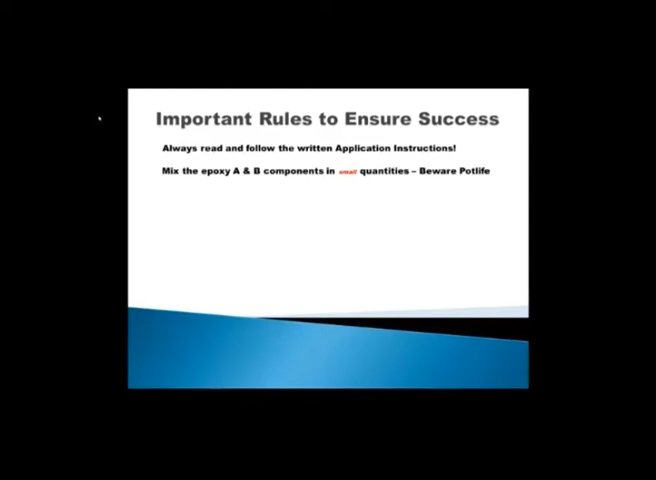 Important Rules to Ensure Success
Always read and follow the written Application Instructions!
Mix the epoxy A & B components in small quantities – Beware Potlife